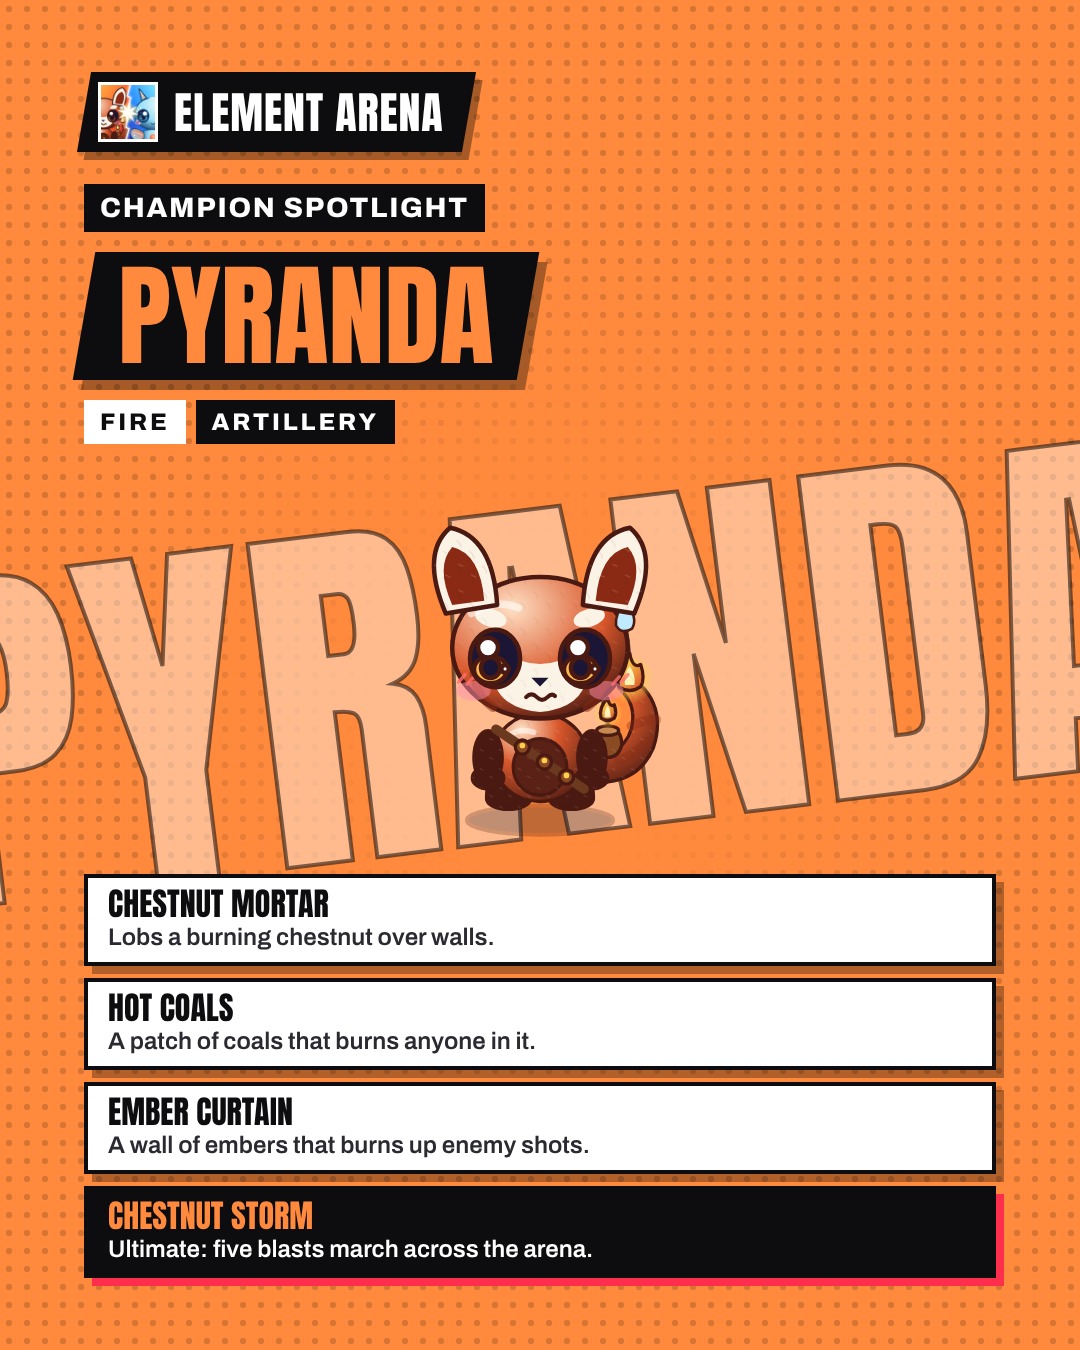 ELEMENT ARENA
CHAMPION SPOTLIGHT
PYRANDA
FIRE
ARTILLERY
PYRANDA
CHESTNUT MORTAR
Lobs a burning chestnut over walls.
HOT COALS
A patch of coals that burns anyone in it.
EMBER CURTAIN
A wall of embers that burns up enemy shots.
CHESTNUT STORM
Ultimate: five blasts march across the arena.